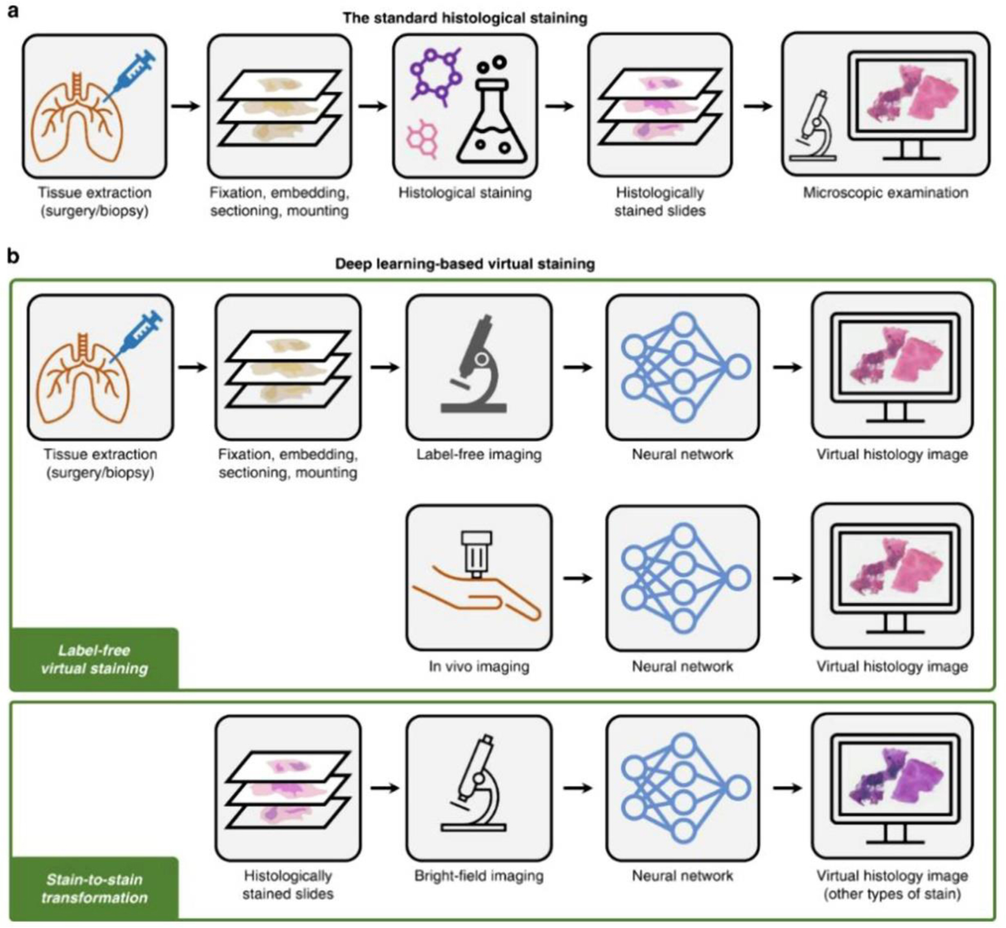 a
The standard histological staining
Tissue extraction
(surgery/biopsy)
Fixation, embedding,
sectioning, mounting
Histological staining
Histologically
stained slides
Microscopic examination
b
Deep learning-based virtual staining
Tissue extraction
(surgery/biopsy)
Fixation, embedding,
sectioning, mounting
Label-free imaging
Neural network
Virtual histology image
In vivo imaging
Neural network
Virtual histology image
Label-free
virtual staining
Histologically
stained slides
Bright-field imaging
Neural network
Virtual histology image
(other types of stain)
Stain-to-stain
transformation